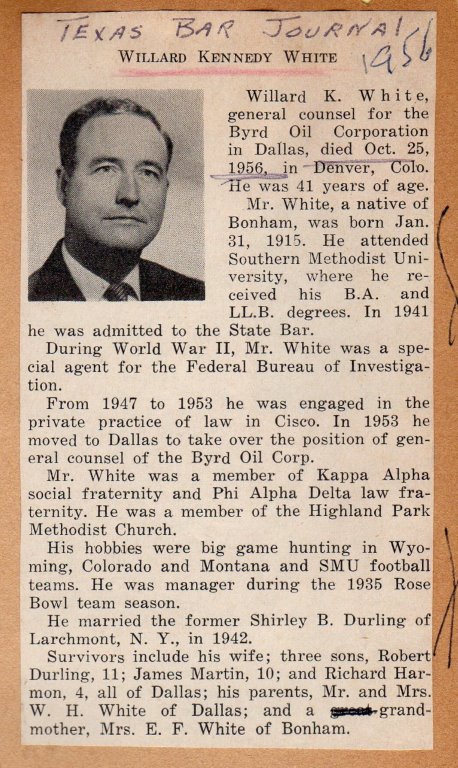 TEXAS BAR JOURNAL
1956
WILLARD KENNEDY WHITE
Willard K. White,
general counsel for the
Byrd Oil Corporation
in Dallas, died Oct. 25,
1956, in Denver, Colo.
He was 41 years of age.
Mr. White, a native of
Bonham, was born Jan.
31, 1915. He attended
Southern Methodist Uni-
versity, where he re-
ceived his B.A. and
LL.B. degrees. In 1941
he was admitted to the State Bar.
During World War II, Mr. White was a spe-
cial agent for the Federal Bureau of Investiga-
tion.
From 1947 to 1953 he was engaged in the
private practice of law in Cisco. In 1953 he
moved to Dallas to take over the position of gen-
eral counsel of the Byrd Oil Corp.
Mr. White was a member of Kappa Alpha
social fraternity and Phi Alpha Delta law fra-
ternity. He was a member of the Highland Park
Methodist Church.
His hobbies were big game hunting in Wyo-
ming, Colorado and Montana and SMU football
teams. He was manager during the 1935 Rose
Bowl team season.
He married the former Shirley B. Durling of
Larchmont, N. Y., in 1942.
Survivors include his wife; three sons, Robert
Durling, 11; James Martin, 10; and Richard Har-
mon, 4, all of Dallas; his parents, Mr. and Mrs.
W. H. White of Dallas; and a great-grand-
mother, Mrs. E. F. White of Bonham.